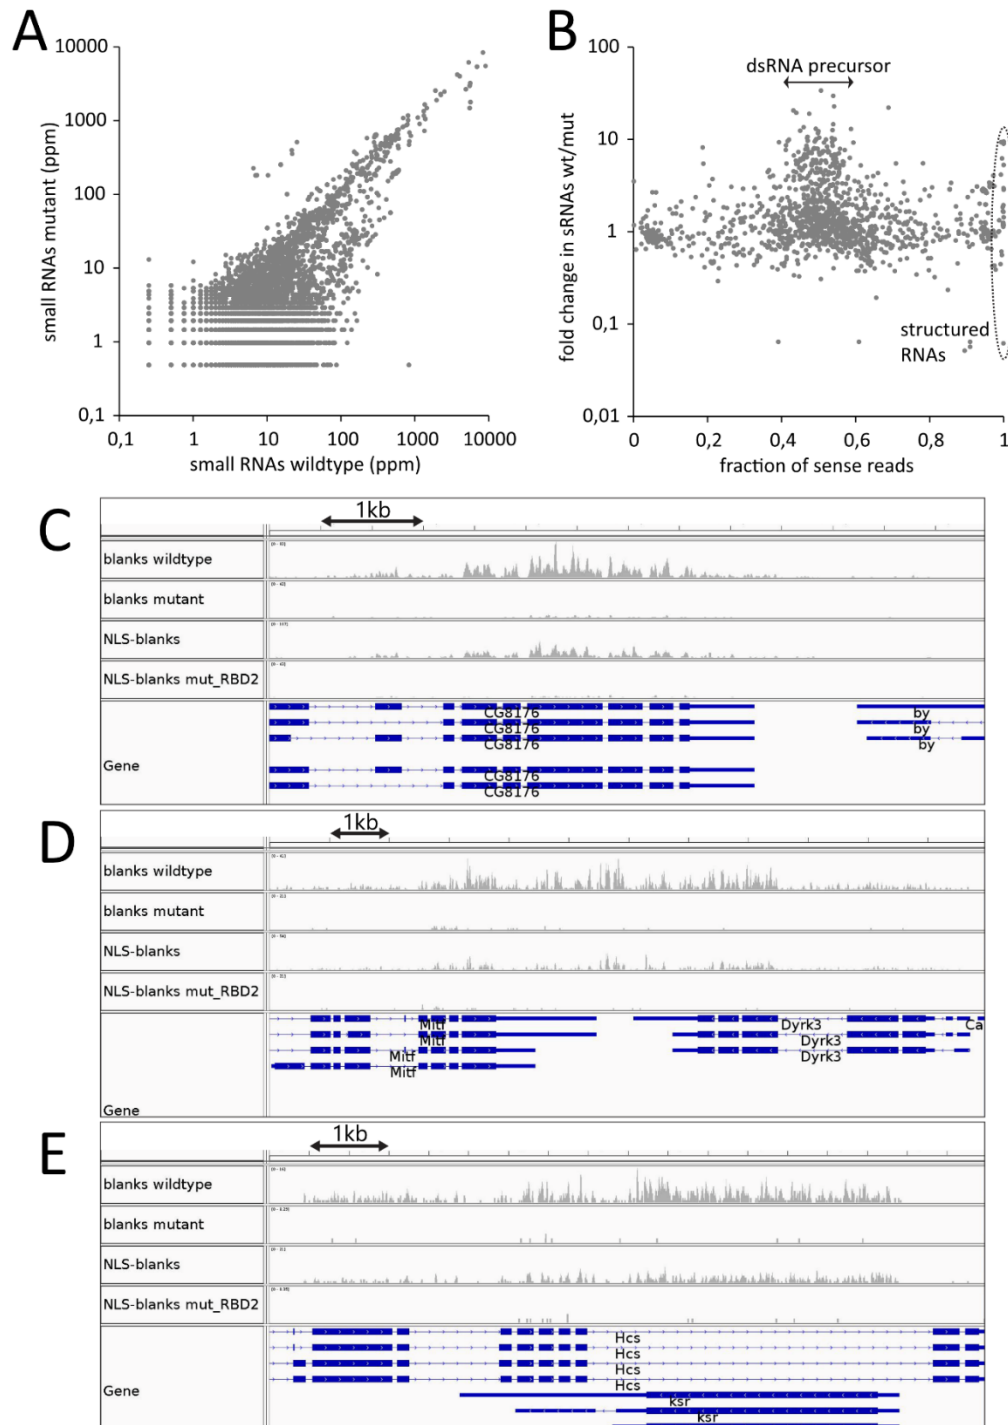 A
10000
1000
100
10
1
0,1
0,1
1
10
100
1000
10000
small RNAs mutant (ppm)
small RNAs wildtype (ppm)
B
100
10
1
0,1
0,01
0
0,2
0,4
0,6
0,8
1
fold change in sRNAs wt/mut
fraction of sense reads
dsRNA precursor
structured
RNAs
C
1kb
blanks wildtype
blanks mutant
NLS-blanks
NLS-blanks mut_RBD2
Gene
CG8176
CG8176
CG8176
CG8176
CG8176
by
by
by
D
1kb
blanks wildtype
blanks mutant
NLS-blanks
NLS-blanks mut_RBD2
Gene
Mitf
Mitf
Mitf
Mitf
Dyrk3
Dyrk3
Dyrk3
Ca
E
1kb
blanks wildtype
blanks mutant
NLS-blanks
NLS-blanks mut_RBD2
Gene
Hcs
Hcs
Hcs
Hcs
ksr
ksr